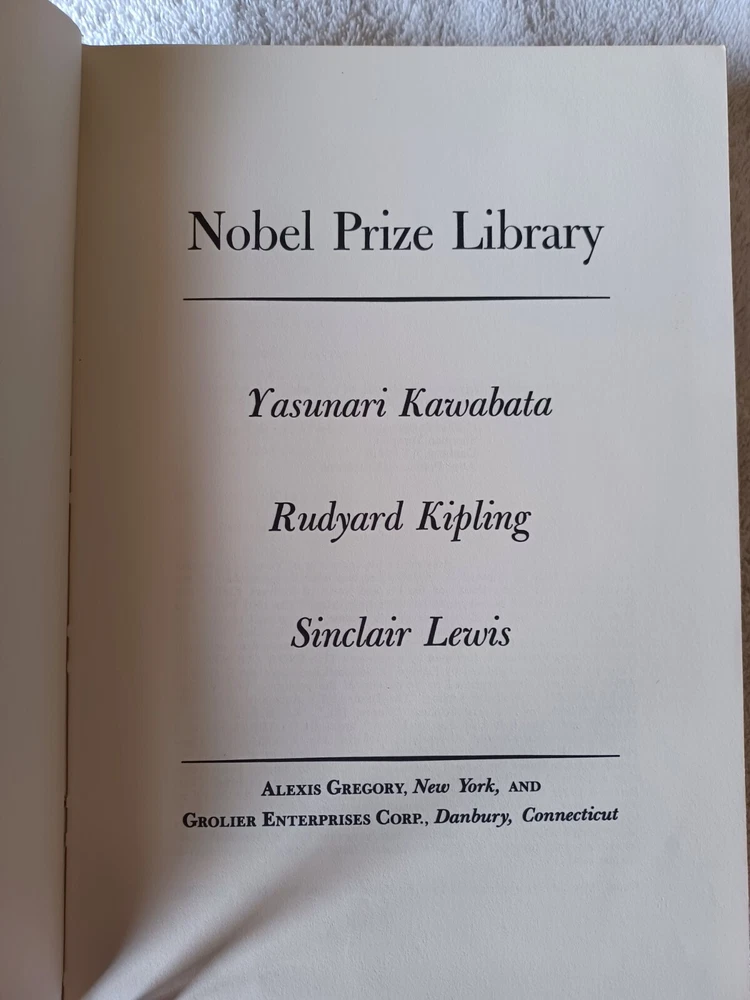 Nobel Prize Library
Yasunari Kawabata
Rudyard Kipling
Sinclair Lewis
ALEXIS GREGORY, New York, AND
GROLIER ENTERPRISES CORP., Danbury, Connecticut